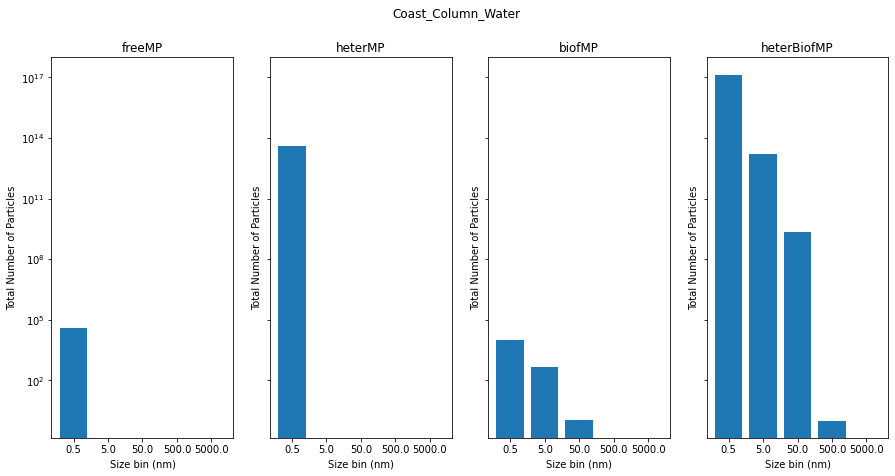 Coast_Column_Water
freeMP
heterMP
biofMP
heterBiofMP
Total Number of Particles
10^17
10^14
10^11
10^8
10^5
10^2
0.5 5.0 50.0 500.0 5000.0
Size bin (nm)
Total Number of Particles
0.5 5.0 50.0 500.0 5000.0
Size bin (nm)
Total Number of Particles
0.5 5.0 50.0 500.0 5000.0
Size bin (nm)
Total Number of Particles
0.5 5.0 50.0 500.0 5000.0
Size bin (nm)